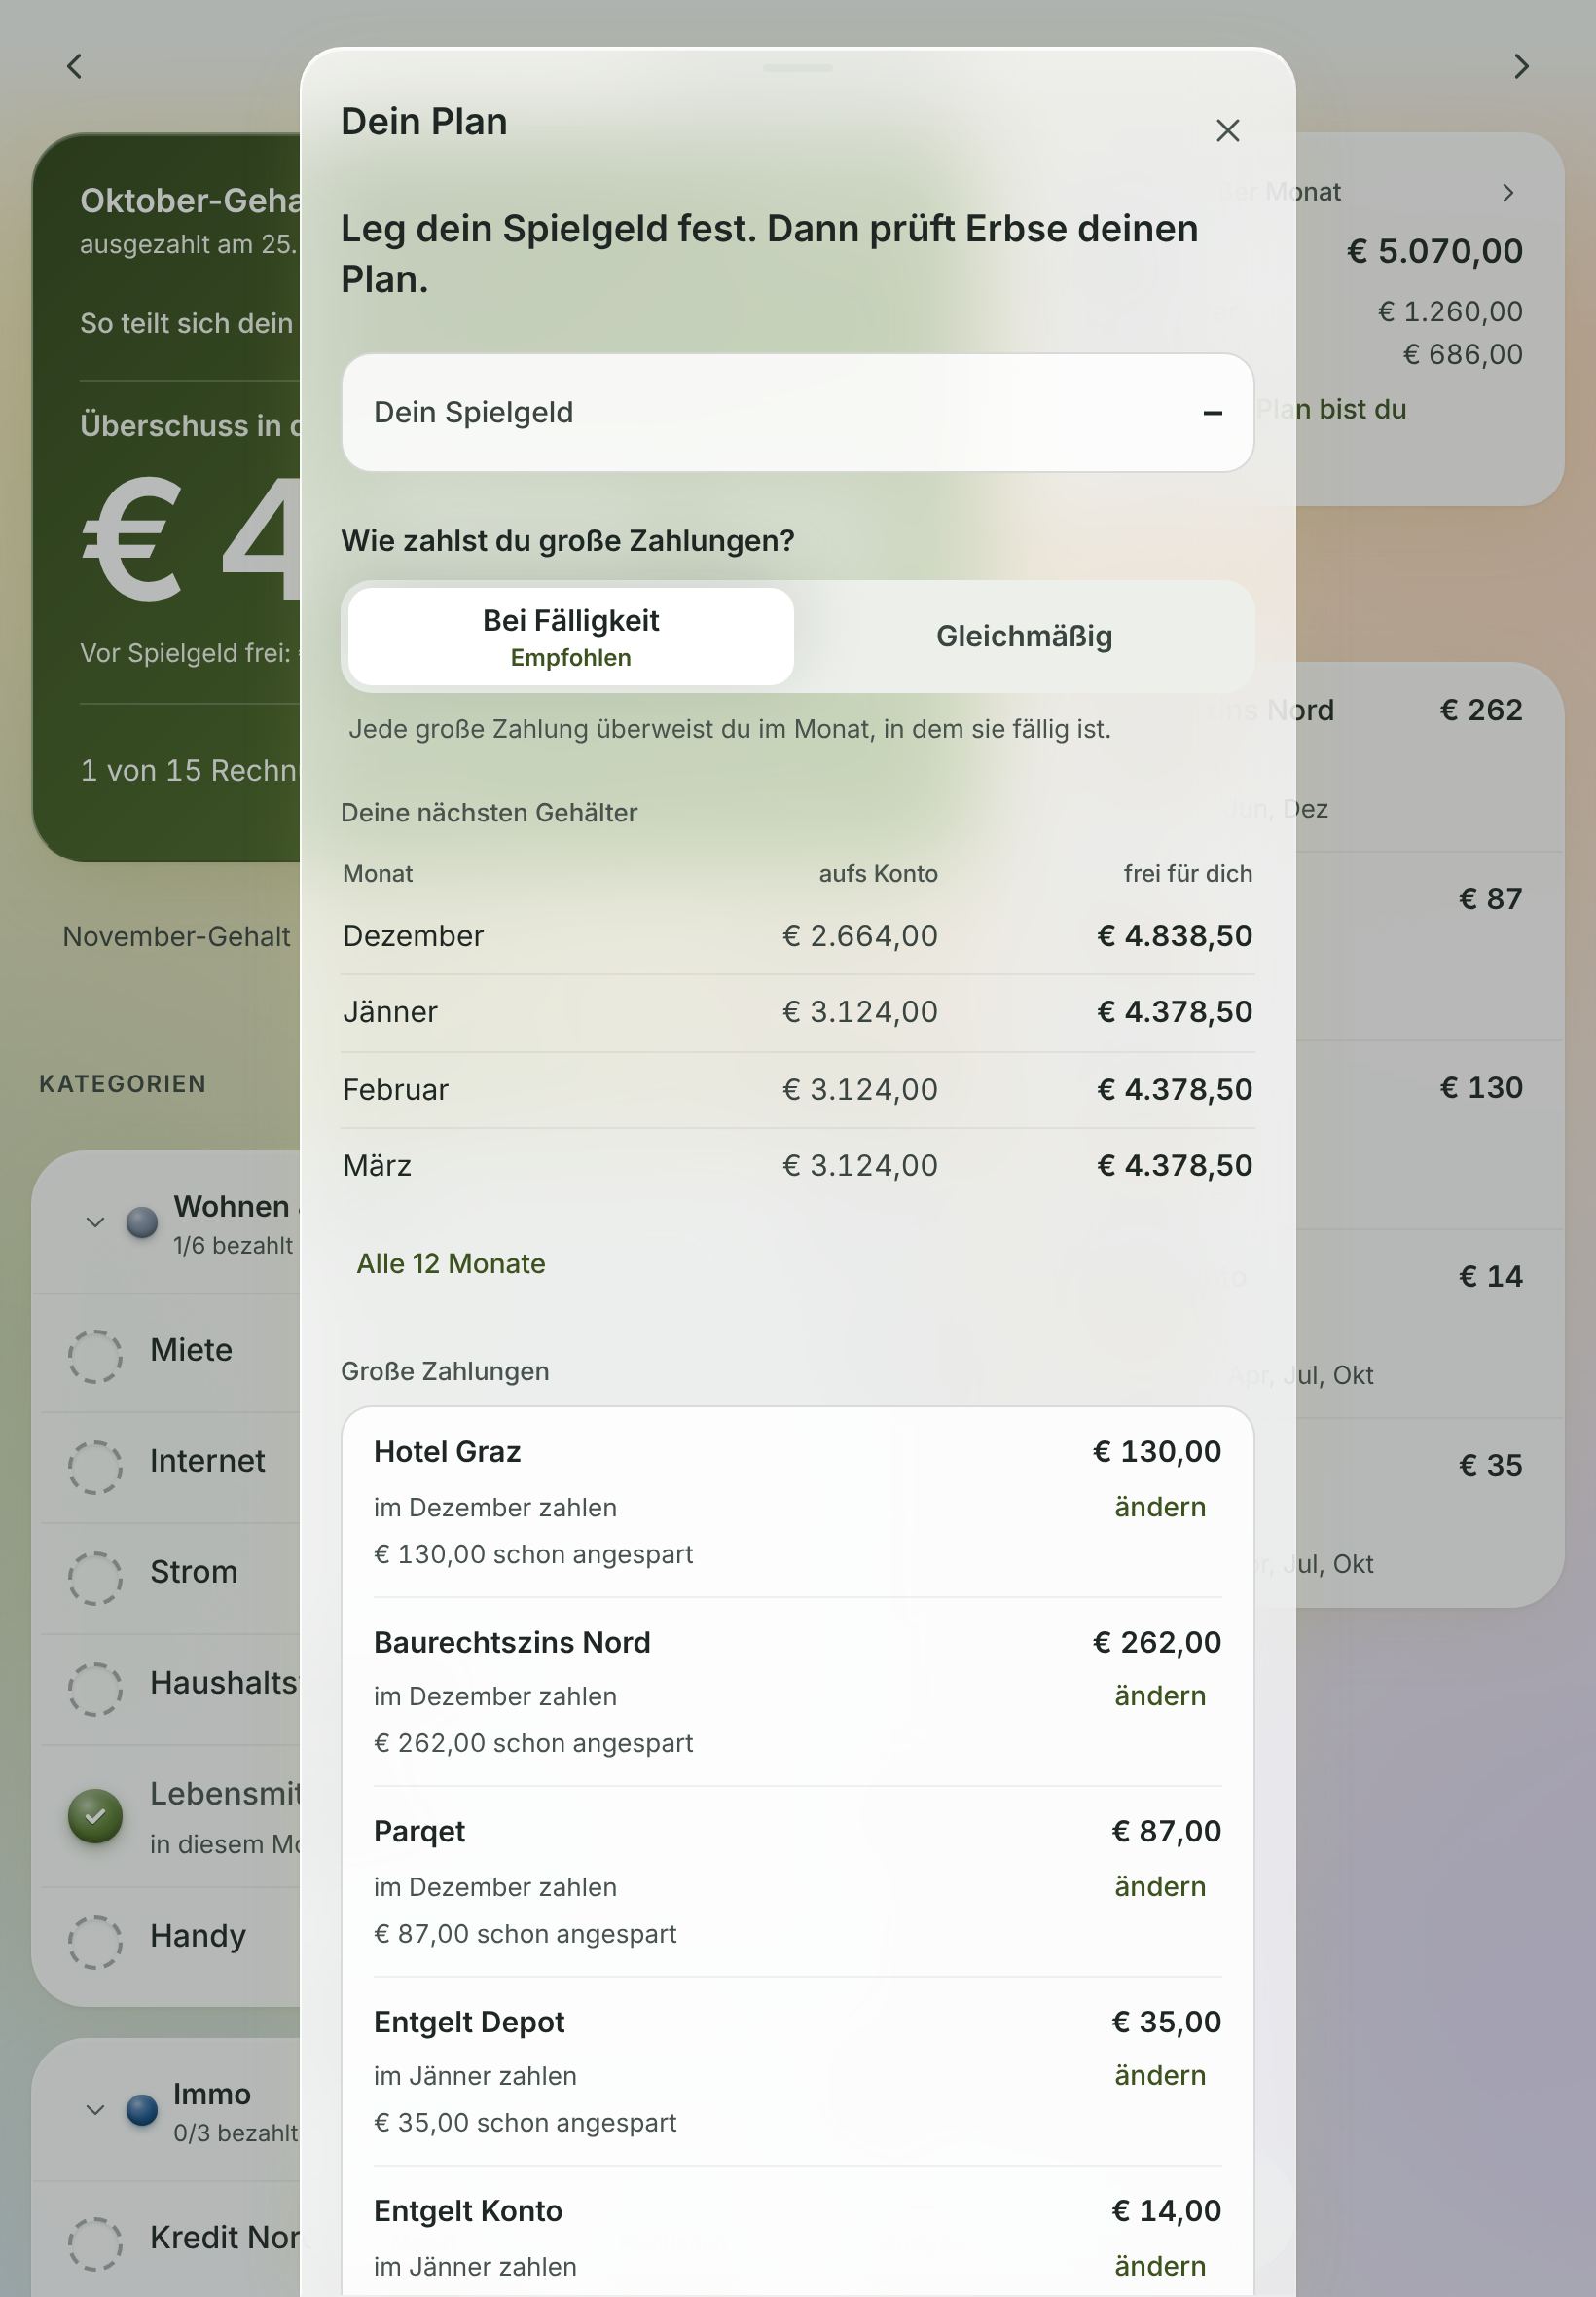 Dein Plan
Leg dein Spielgeld fest. Dann prüft Erbse deinen
Plan.
Dein Spielgeld –
Wie zahlst du große Zahlungen?
Bei Fälligkeit
Empfohlen
Gleichmäßig
Jede große Zahlung überweist du im Monat, in dem sie fällig ist.
Deine nächsten Gehälter
Monat aufs Konto frei für dich
Dezember € 2.664,00 € 4.838,50
Jänner € 3.124,00 € 4.378,50
Februar € 3.124,00 € 4.378,50
März € 3.124,00 € 4.378,50
Alle 12 Monate
Große Zahlungen
Hotel Graz € 130,00
im Dezember zahlen ändern
€ 130,00 schon angespart
Baurechtszins Nord € 262,00
im Dezember zahlen ändern
€ 262,00 schon angespart
Parqet € 87,00
im Dezember zahlen ändern
€ 87,00 schon angespart
Entgelt Depot € 35,00
im Jänner zahlen ändern
€ 35,00 schon angespart
Entgelt Konto € 14,00
im Jänner zahlen ändern
Oktober-Geha
ausgezahlt am 25.
So teilt sich dein
Überschuss in d
€ 4
Vor Spielgeld frei:
1 von 15 Rechn
November-Gehalt
KATEGORIEN
Wohnen
1/6 bezahlt
Miete
Internet
Strom
Haushalts
Lebensmit
in diesem Mo
Handy
Immo
0/3 bezahlt
Kredit Nor
er Monat
€ 5.070,00
€ 1.260,00
€ 686,00
Plan bist du
ns Nord € 262
Jun, Dez
€ 87
€ 130
€ 14
Apr, Jul, Okt
€ 35
Apr, Jul, Okt